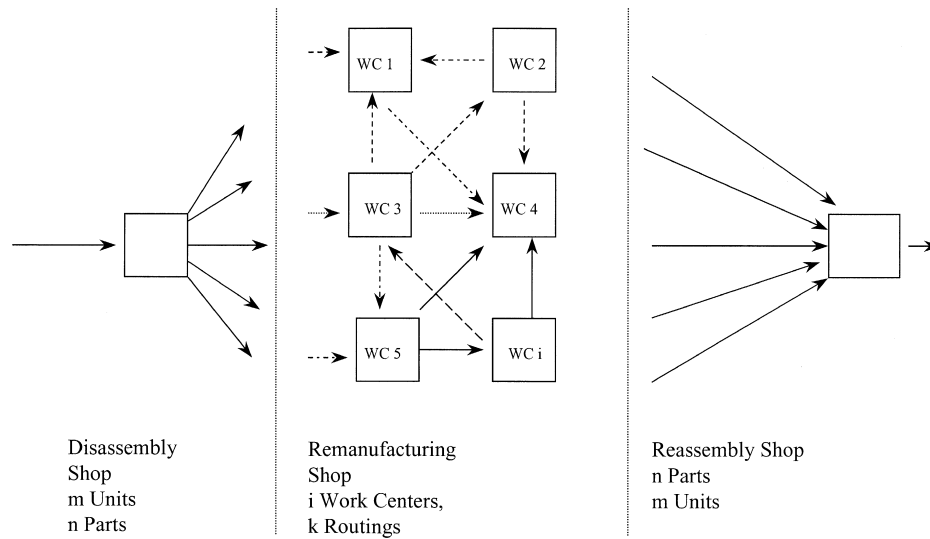 WC 1
WC 2
WC 3
WC 4
WC 5
WC i
Disassembly
Shop
m Units
n Parts
Remanufacturing
Shop
i Work Centers,
k Routings
Reassembly Shop
n Parts
m Units